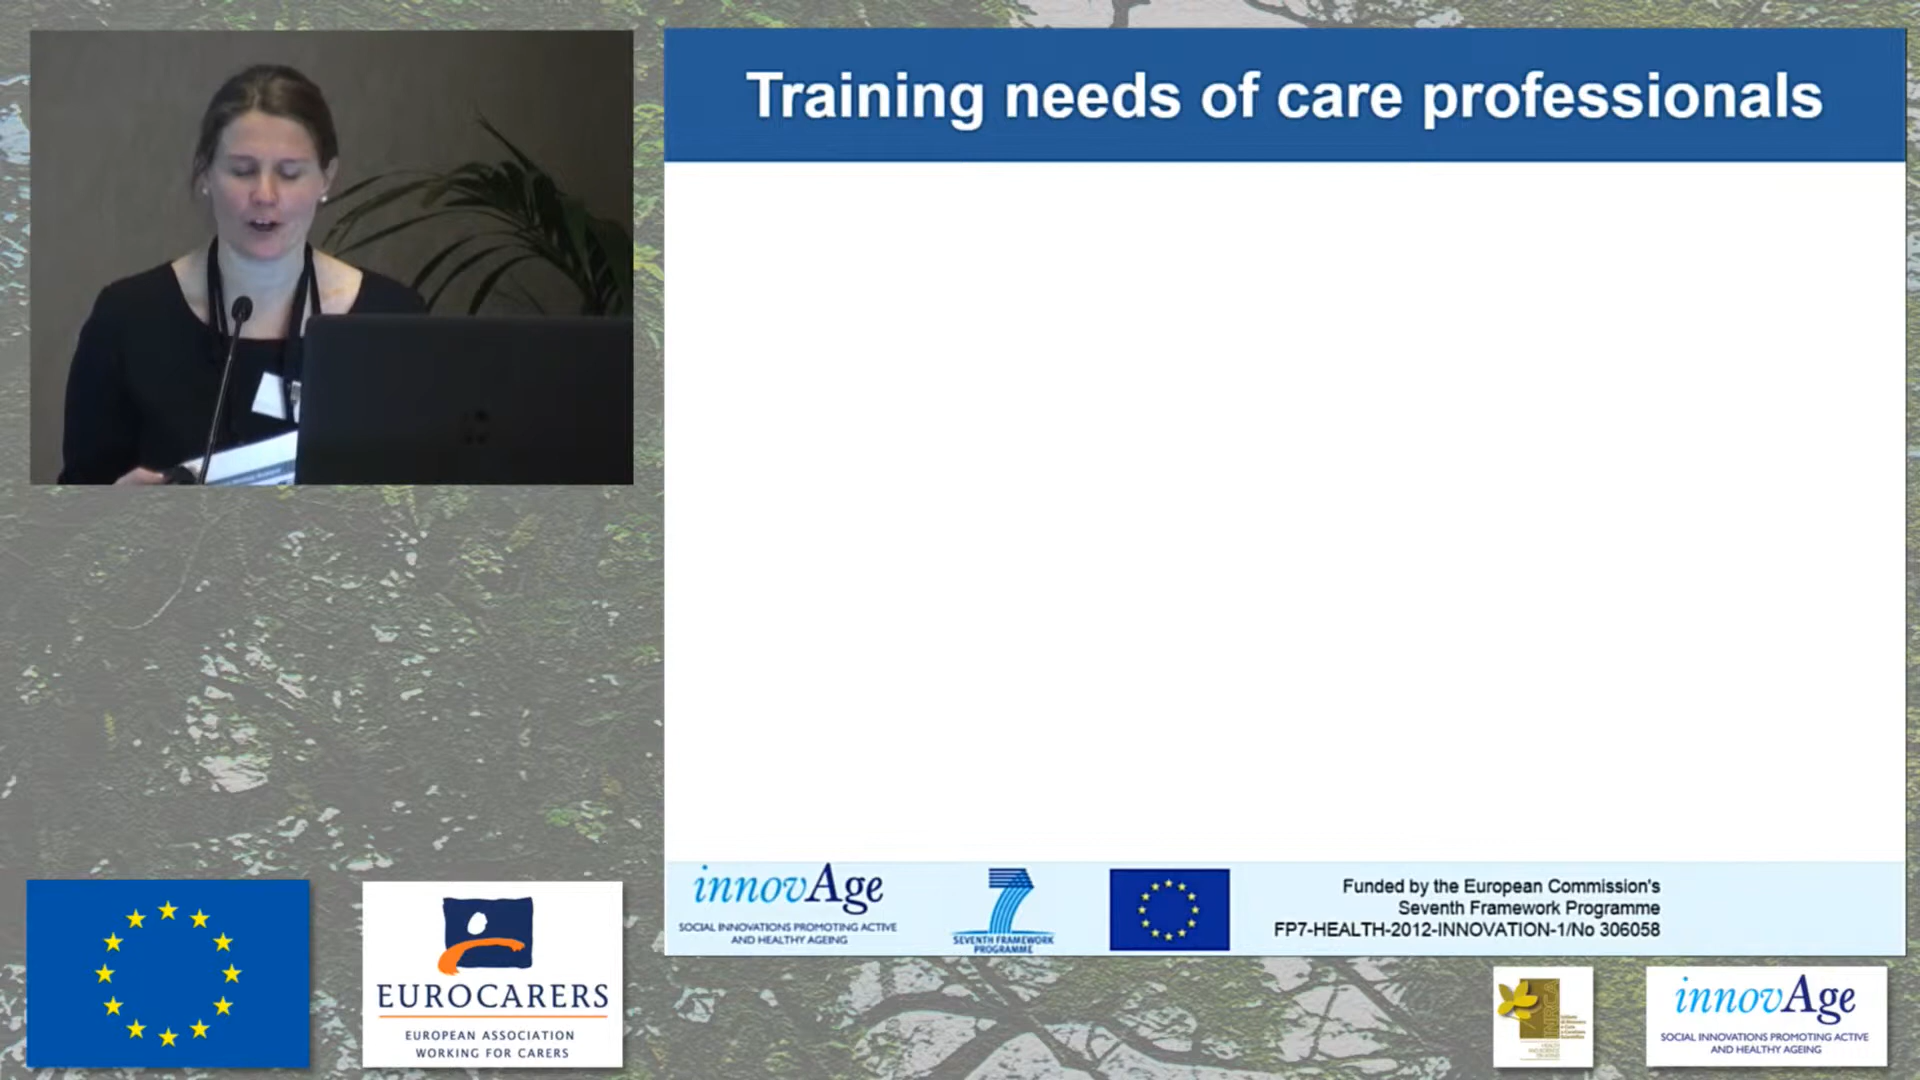 Training needs of care professionals
innovAge
SOCIAL INNOVATIONS PROMOTING ACTIVE
AND HEALTHY AGEING
SEVENTH FRAMEWORK
PROGRAMME
Funded by the European Commission's
Seventh Framework Programme
FP7-HEALTH-2012-INNOVATION-1/No 306058
EUROCARERS
EUROPEAN ASSOCIATION
WORKING FOR CARERS
INRCA
innovAge
SOCIAL INNOVATIONS PROMOTING ACTIVE
AND HEALTHY AGEING